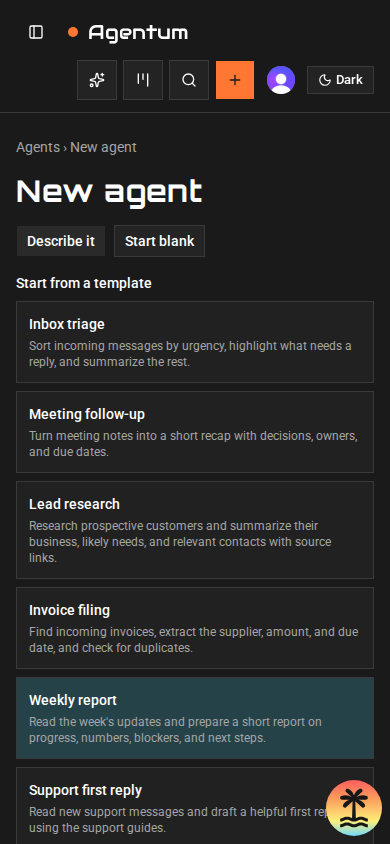 Agentum
Dark
Agents › New agent
New agent
Describe it
Start blank
Start from a template
Inbox triage
Sort incoming messages by urgency, highlight what needs a
reply, and summarize the rest.
Meeting follow-up
Turn meeting notes into a short recap with decisions, owners,
and due dates.
Lead research
Research prospective customers and summarize their
business, likely needs, and relevant contacts with source
links.
Invoice filing
Find incoming invoices, extract the supplier, amount, and due
date, and check for duplicates.
Weekly report
Read the week's updates and prepare a short report on
progress, numbers, blockers, and next steps.
Support first reply
Read new support messages and draft a helpful first
using the support guides.